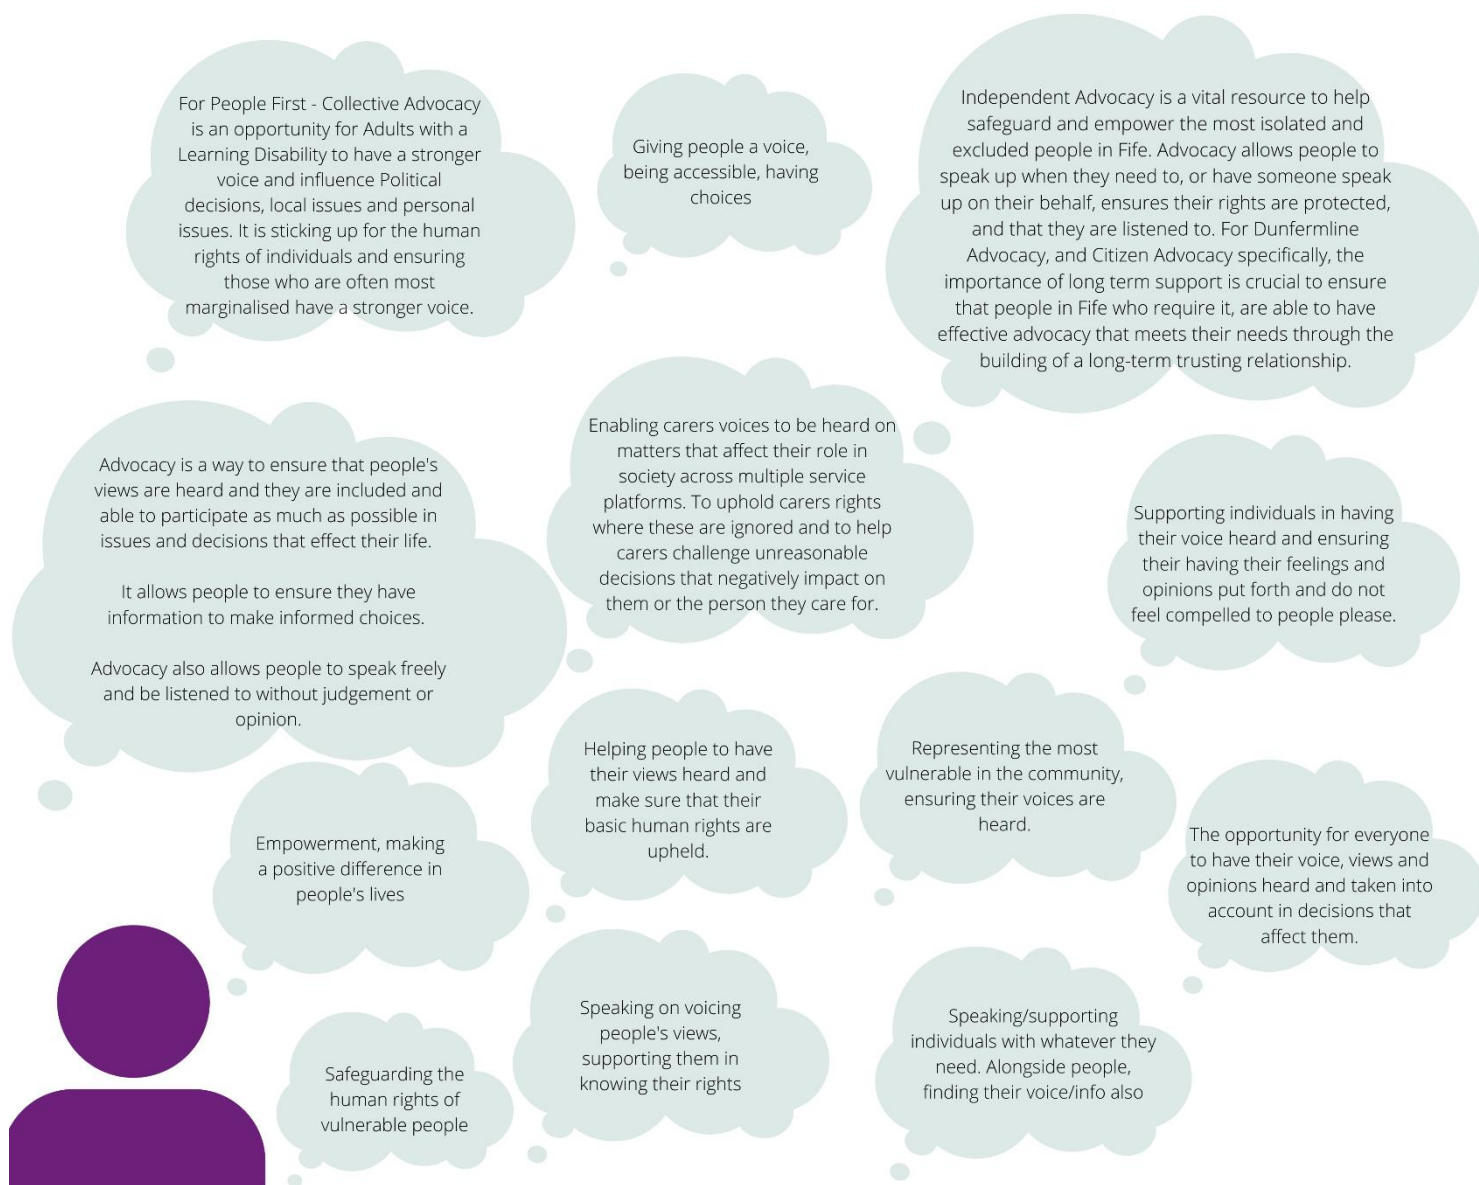 For People First - Collective Advocacy
is an opportunity for Adults with a
Learning Disability to have a stronger
voice and influence Political
decisions, local issues and personal
issues. It is sticking up for the human
rights of individuals and ensuring
those who are often most
marginalised have a stronger voice.
Giving people a voice,
being accessible, having
choices
Independent Advocacy is a vital resource to help
safeguard and empower the most isolated and
excluded people in Fife. Advocacy allows people to
speak up when they need to, or have someone speak
up on their behalf, ensures their rights are protected,
and that they are listened to. For Dunfermline
Advocacy, and Citizen Advocacy specifically, the
importance of long term support is crucial to ensure
that people in Fife who require it, are able to have
effective advocacy that meets their needs through the
building of a long-term trusting relationship.
Advocacy is a way to ensure that people's
views are heard and they are included and
able to participate as much as possible in
issues and decisions that effect their life.
It allows people to ensure they have
information to make informed choices.
Advocacy also allows people to speak freely
and be listened to without judgement or
opinion.
Enabling carers voices to be heard on
matters that affect their role in
society across multiple service
platforms. To uphold carers rights
where these are ignored and to help
carers challenge unreasonable
decisions that negatively impact on
them or the person they care for.
Supporting individuals in having
their voice heard and ensuring
their having their feelings and
opinions put forth and do not
feel compelled to people please.
Helping people to have
their views heard and
make sure that their
basic human rights are
upheld.
Representing the most
vulnerable in the community,
ensuring their voices are
heard.
The opportunity for everyone
to have their voice, views and
opinions heard and taken into
account in decisions that
affect them.
Empowerment, making
a positive difference in
people's lives
Safeguarding the
human rights of
vulnerable people
Speaking on voicing
people's views,
supporting them in
knowing their rights
Speaking/supporting
individuals with whatever they
need. Alongside people,
finding their voice/info also